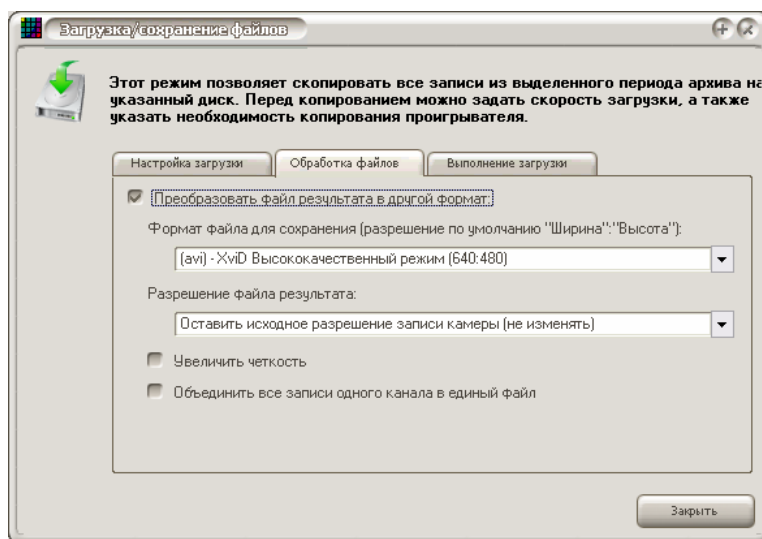 Загрузка/сохранение файлов
Этот режим позволяет скопировать все записи из выделенного периода архива на
указанный диск. Перед копированием можно задать скорость загрузки, а также
указать необходимость копирования проигрывателя.
Настройка загрузки Обработка файлов Выполнение загрузки
Преобразовать файл результата в другой формат:
Формат файла для сохранения (разрешение по умолчанию "Ширина":"Высота"):
(avi) - XviD Высококачественный режим (640:480)
Разрешение файла результата:
Оставить исходное разрешение записи камеры (не изменять)
Увеличить четкость
Объединить все записи одного канала в единый файл
Закрыть